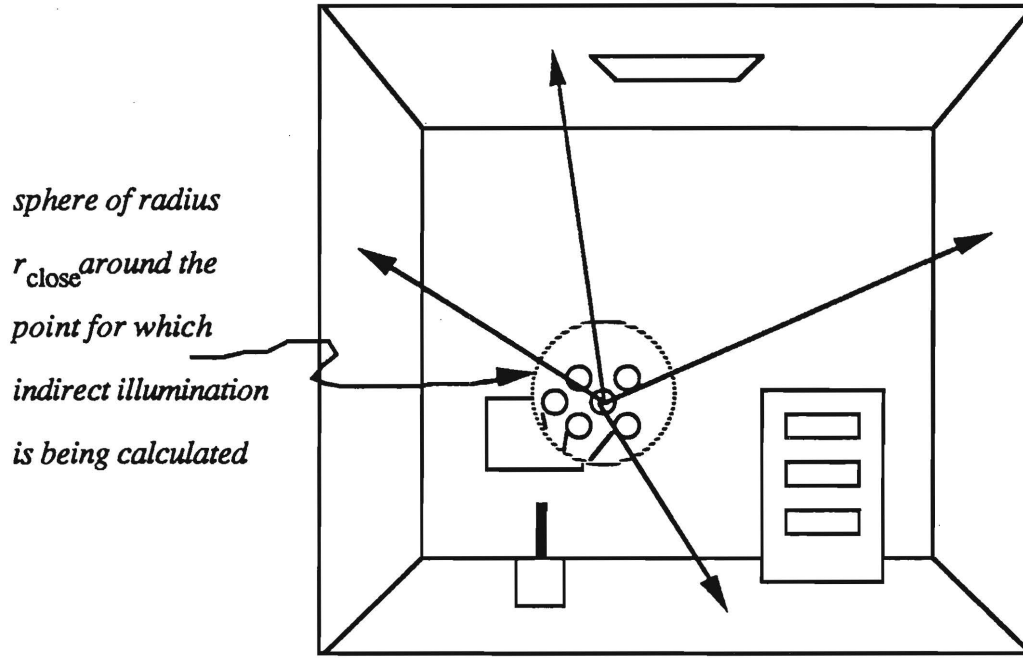 sphere of radius
r_close around the
point for which
indirect illumination
is being calculated